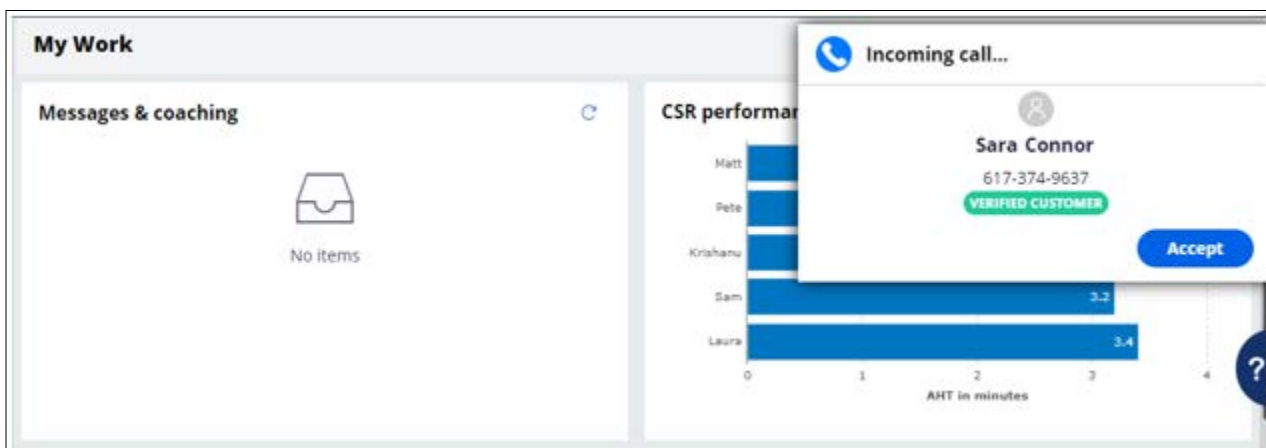 My Work
Incoming call...
Messages & coaching
CSR performan
Sara Connor
617-374-9637
VERIFIED CUSTOMER
Accept
No items
Matt
Pete
Krishanu
Sam
3.2
Laura
3.4
0 1 2 3 4
AHT in minutes
?